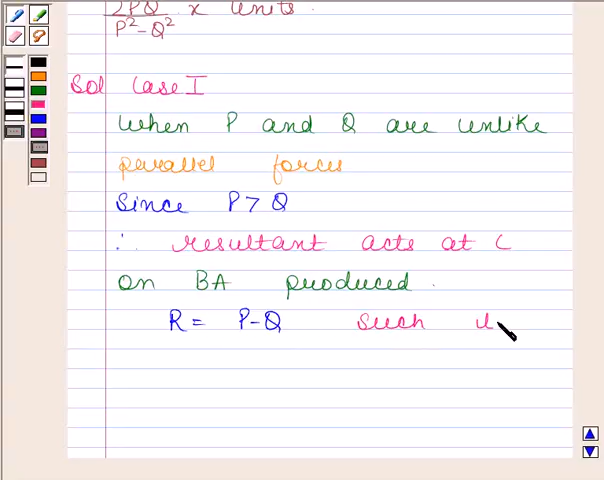 2PQ x units.
P² - Q²
Sol Case I
When P and Q are unlike
parallel forces
Since P > Q
∴ resultant acts at C
on BA produced.
R = P-Q such